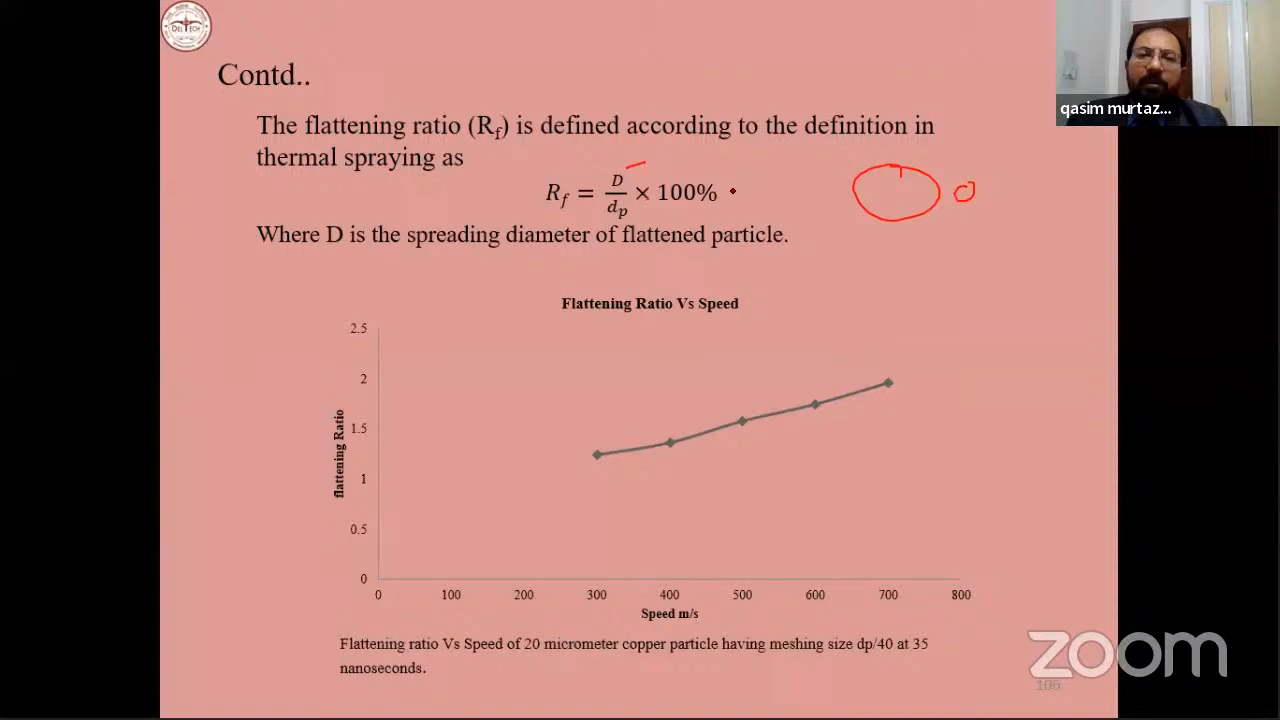 DELTECH
qasim murtaz...
Contd..
The flattening ratio (Rf) is defined according to the definition in
thermal spraying as
Rf = D/dp × 100%
Where D is the spreading diameter of flattened particle.
Flattening Ratio Vs Speed
2.5
2
1.5
1
0.5
0
flattening Ratio
0 100 200 300 400 500 600 700 800
Speed m/s
Flattening ratio Vs Speed of 20 micrometer copper particle having meshing size dp/40 at 35
nanoseconds.
zoom
106